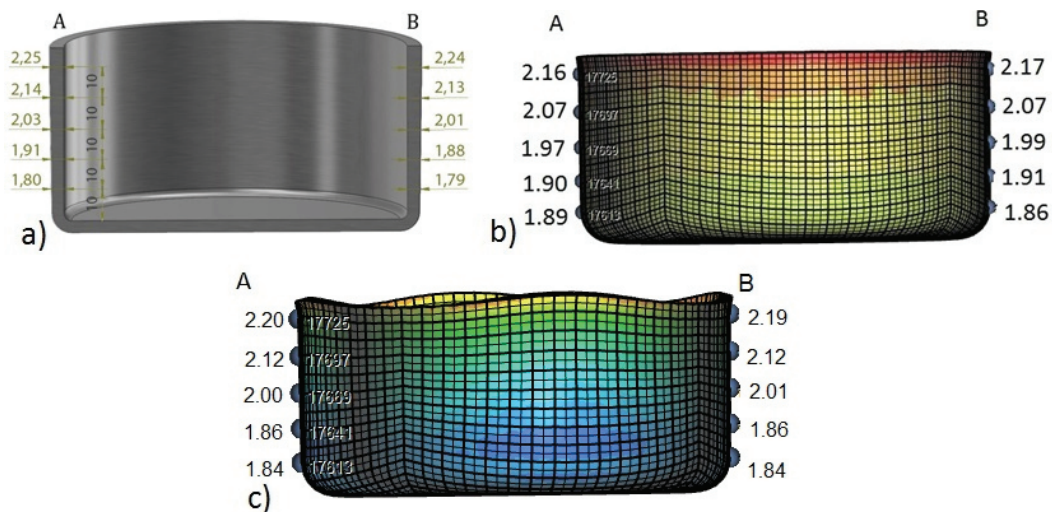 A B
2,25 2,24
10
2,14 2,13
10
2,03 2,01
10
1,91 1,88
10
1,80 1,79
10
a)
A B
2.16 17725 2.17
2.07 17697 2.07
1.97 17669 1.99
1.90 17641 1.91
1.89 17613 1.86
b)
A B
2.20 17725 2.19
2.12 17697 2.12
2.00 17669 2.01
1.86 17641 1.86
1.84 17613 1.84
c)